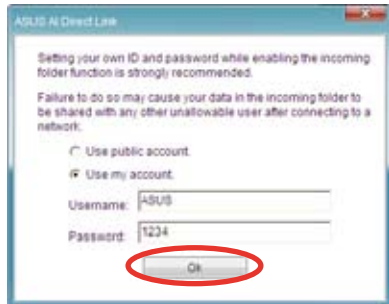 ASUS AI Direct Link
Setting your own ID and password while enabling the incoming
folder function is strongly recommended.
Failure to do so may cause your data in the incoming folder to
be shared with any other unallowable user after connecting to a
network.
Use public account.
Use my account.
Username: ASUS
Password: 1234
Ok